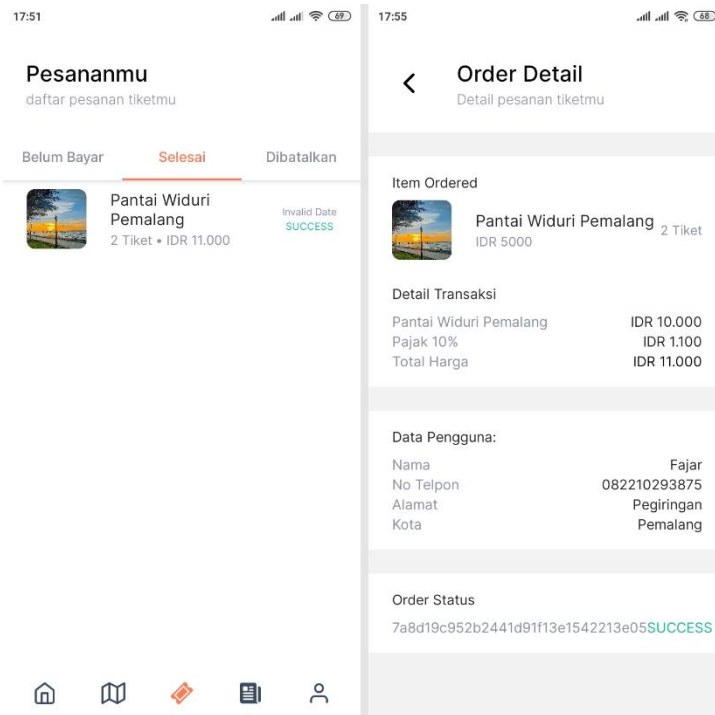 17:51
69
Pesananmu
daftar pesanan tiketmu
Belum Bayar
Selesai
Dibatalkan
Pantai Widuri
Pemalang
2 Tiket • IDR 11.000
Invalid Date
SUCCESS
17:55
68
Order Detail
Detail pesanan tiketmu
Item Ordered
Pantai Widuri Pemalang
2 Tiket
IDR 5000
Detail Transaksi
Pantai Widuri Pemalang IDR 10.000
Pajak 10% IDR 1.100
Total Harga IDR 11.000
Data Pengguna:
Nama Fajar
No Telpon 082210293875
Alamat Pegiringan
Kota Pemalang
Order Status
7a8d19c952b2441d91f13e1542213e05SUCCESS